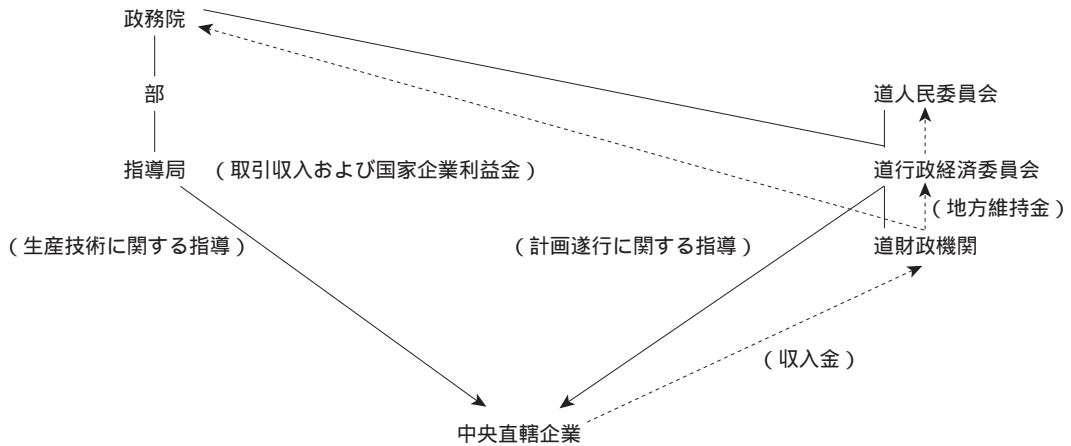 政務院
部
道人民委員会
指導局 （取引収入および国家企業利益金）
道行政経済委員会
（地方維持金）
（生産技術に関する指導）
（計画遂行に関する指導）
道財政機関
（収入金）
中央直轄企業